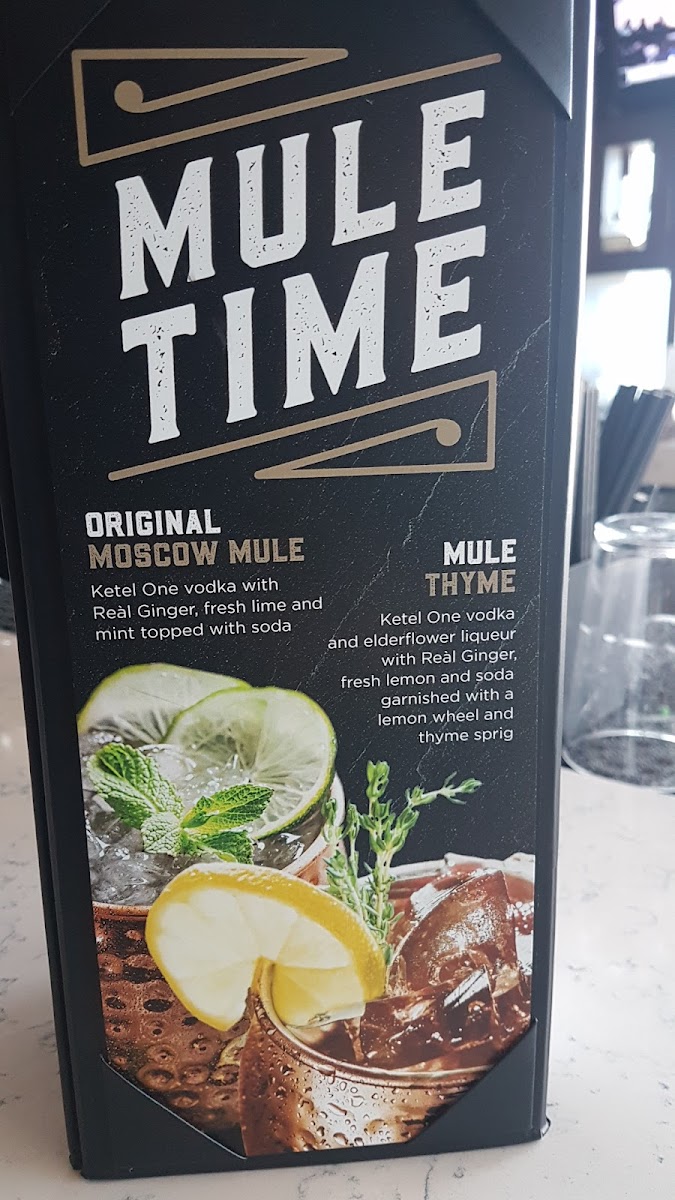 MULE
TIME
ORIGINAL
MOSCOW MULE
Ketel One vodka with
Reàl Ginger, fresh lime and
mint topped with soda
MULE
THYME
Ketel One vodka
and elderflower liqueur
with Reàl Ginger,
fresh lemon and soda
garnished with a
lemon wheel and
thyme sprig